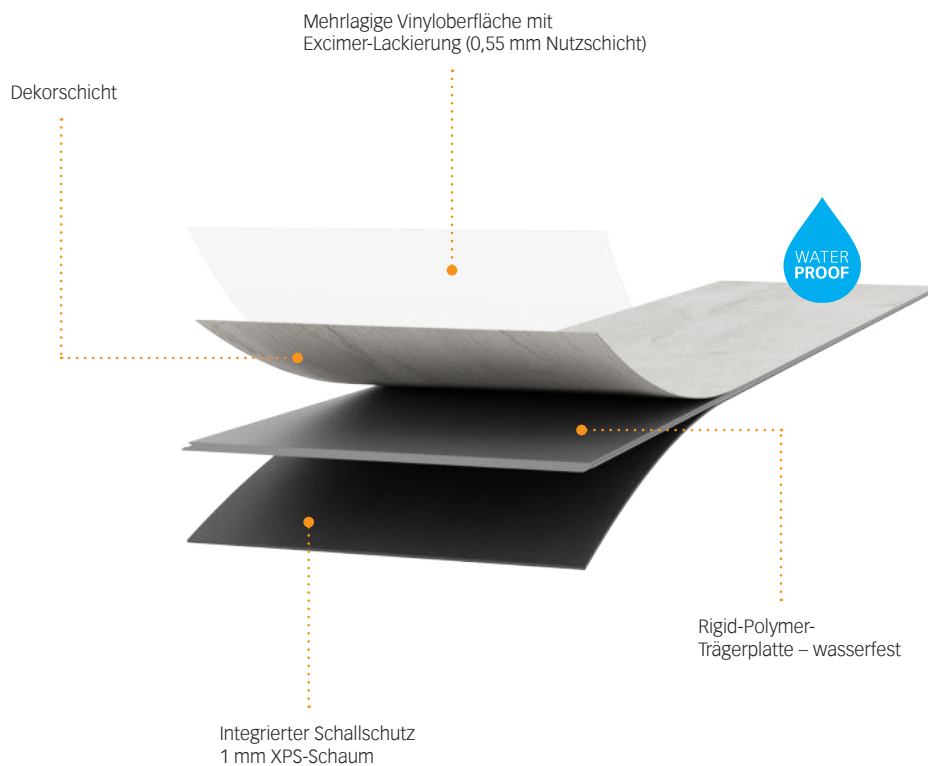 Mehrlagige Vinyloberfläche mit
Excimer-Lackierung (0,55 mm Nutzschicht)
Dekorschicht
WATER
PROOF
Rigid-Polymer-
Trägerplatte – wasserfest
Integrierter Schallschutz
1 mm XPS-Schaum